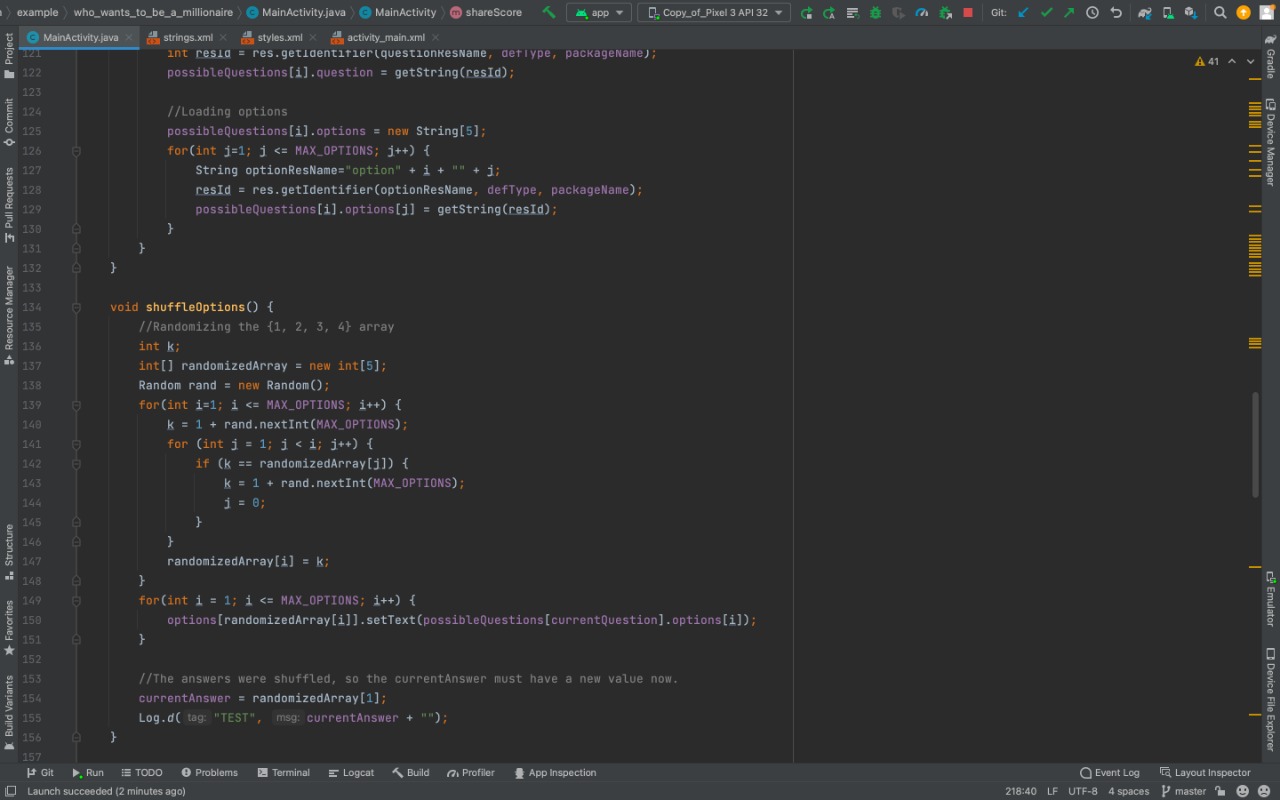 example
who_wants_to_be_a_millionaire
MainActivity.java
MainActivity
shareScore
app
Copy_of_Pixel 3 API 32
Git:
MainActivity.java
strings.xml
styles.xml
activity_main.xml
Project
Commit
Pull Requests
Resource Manager
Structure
Favorites
Build Variants
41
121 int resId = res.getIdentifier(questionResName, defType, packageName);
122 possibleQuestions[i].question = getString(resId);
123
124 //Loading options
125 possibleQuestions[i].options = new String[5];
126 for(int j=1; j <= MAX_OPTIONS; j++) {
127 String optionResName="option" + i + "" + j;
128 resId = res.getIdentifier(optionResName, defType, packageName);
129 possibleQuestions[i].options[j] = getString(resId);
130 }
131 }
132 }
133
134 void shuffleOptions() {
135 //Randomizing the {1, 2, 3, 4} array
136 int k;
137 int[] randomizedArray = new int[5];
138 Random rand = new Random();
139 for(int i=1; i <= MAX_OPTIONS; i++) {
140 k = 1 + rand.nextInt(MAX_OPTIONS);
141 for (int j = 1; j < i; j++) {
142 if (k == randomizedArray[j]) {
143 k = 1 + rand.nextInt(MAX_OPTIONS);
144 j = 0;
145 }
146 }
147 randomizedArray[i] = k;
148 }
149 for(int i = 1; i <= MAX_OPTIONS; i++) {
150 options[randomizedArray[i]].setText(possibleQuestions[currentQuestion].options[i]);
151 }
152
153 //The answers were shuffled, so the currentAnswer must have a new value now.
154 currentAnswer = randomizedArray[1];
155 Log.d( tag: "TEST", msg: currentAnswer + "");
156 }
157
Gradle
Device Manager
Emulator
Device File Explorer
Git
Run
TODO
Problems
Terminal
Logcat
Build
Profiler
App Inspection
Event Log
Layout Inspector
Launch succeeded (2 minutes ago)
218:40
LF
UTF-8
4 spaces
master